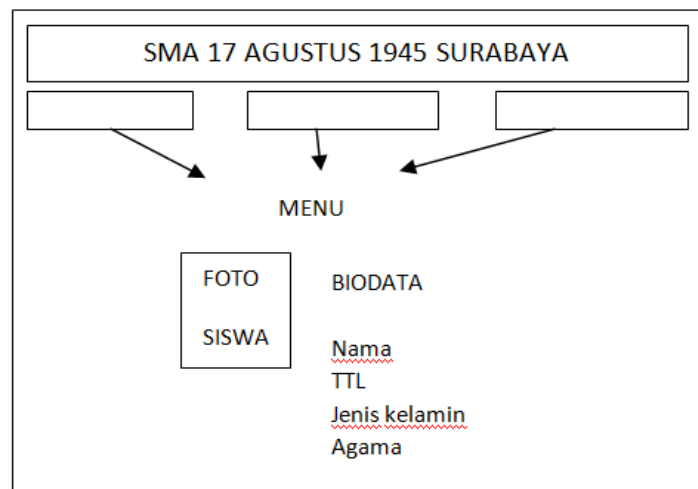 SMA 17 AGUSTUS 1945 SURABAYA
MENU
FOTO
SISWA
BIODATA
Nama
TTL
Jenis kelamin
Agama